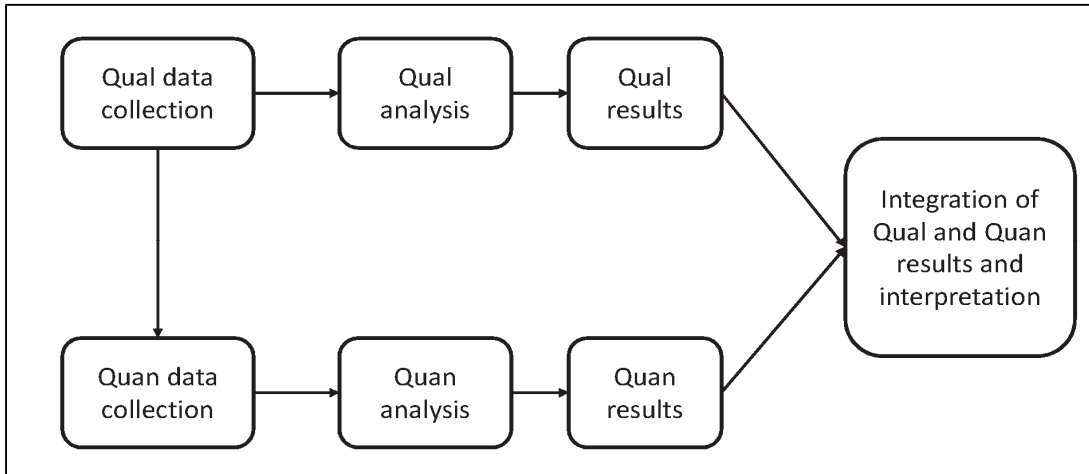 Qual data
collection
Qual
analysis
Qual
results
Integration of
Qual and Quan
results and
interpretation
Quan data
collection
Quan
analysis
Quan
results